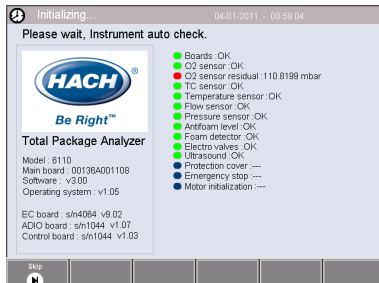 Initializing... 04-01-2011 - 08:59:04
Please wait, Instrument auto check.
HACH®
Be Right™
Total Package Analyzer
Model : 6110
Main board : 00136A001108
Software : v3.00
Operating system : v1.05
EC board : s/n4064 v9.02
ADIO board : s/n1044 v1.07
Control board : s/n1044 v1.03
Boards :OK
O2 sensor :OK
O2 sensor residual :110.8199 mbar
TC sensor :OK
Temperature sensor :OK
Flow sensor :OK
Pressure sensor :OK
Antifoam level :OK
Foam detector :OK
Electro valves :OK
Ultrasound :OK
Protection cover :---
Emergency stop :---
Motor initialization :---
Skip